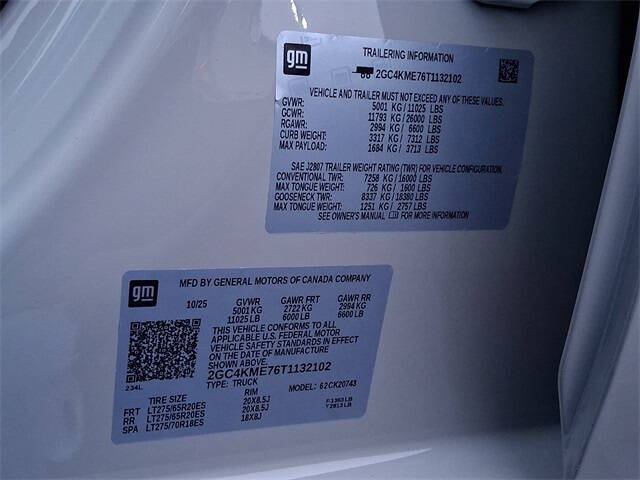 gm
TRAILERING INFORMATION
2GC4KME76T1132102
VEHICLE AND TRAILER MUST NOT EXCEED ANY OF THESE VALUES.
GVWR: 5001 KG / 11025 LBS
GCWR: 11793 KG / 26000 LBS
RGAWR: 2994 KG / 6600 LBS
CURB WEIGHT: 3317 KG / 7312 LBS
MAX PAYLOAD: 1684 KG / 3713 LBS
SAE J2807 TRAILER WEIGHT RATING (TWR) FOR VEHICLE CONFIGURATION.
CONVENTIONAL TWR: 7258 KG / 16000 LBS
MAX TONGUE WEIGHT: 726 KG / 1600 LBS
GOOSENECK TWR: 8337 KG / 18380 LBS
MAX TONGUE WEIGHT: 1251 KG / 2757 LBS
SEE OWNER'S MANUAL FOR MORE INFORMATION
gm
MFD BY GENERAL MOTORS OF CANADA COMPANY
10/25 GVWR GAWR FRT GAWR RR
5001 KG 2722 KG 2994 KG
11025 LB 6000 LB 6600 LB
THIS VEHICLE CONFORMS TO ALL
APPLICABLE U.S. FEDERAL MOTOR
VEHICLE SAFETY STANDARDS IN EFFECT
ON THE DATE OF MANUFACTURE
SHOWN ABOVE.
2GC4KME76T1132102
TYPE: TRUCK MODEL: 62CK20743
234L
TIRE SIZE RIM
FRT LT275/65R20ES 20X8.5J
RR LT275/65R20ES 20X8.5J
SPA LT275/70R18ES 18X8J